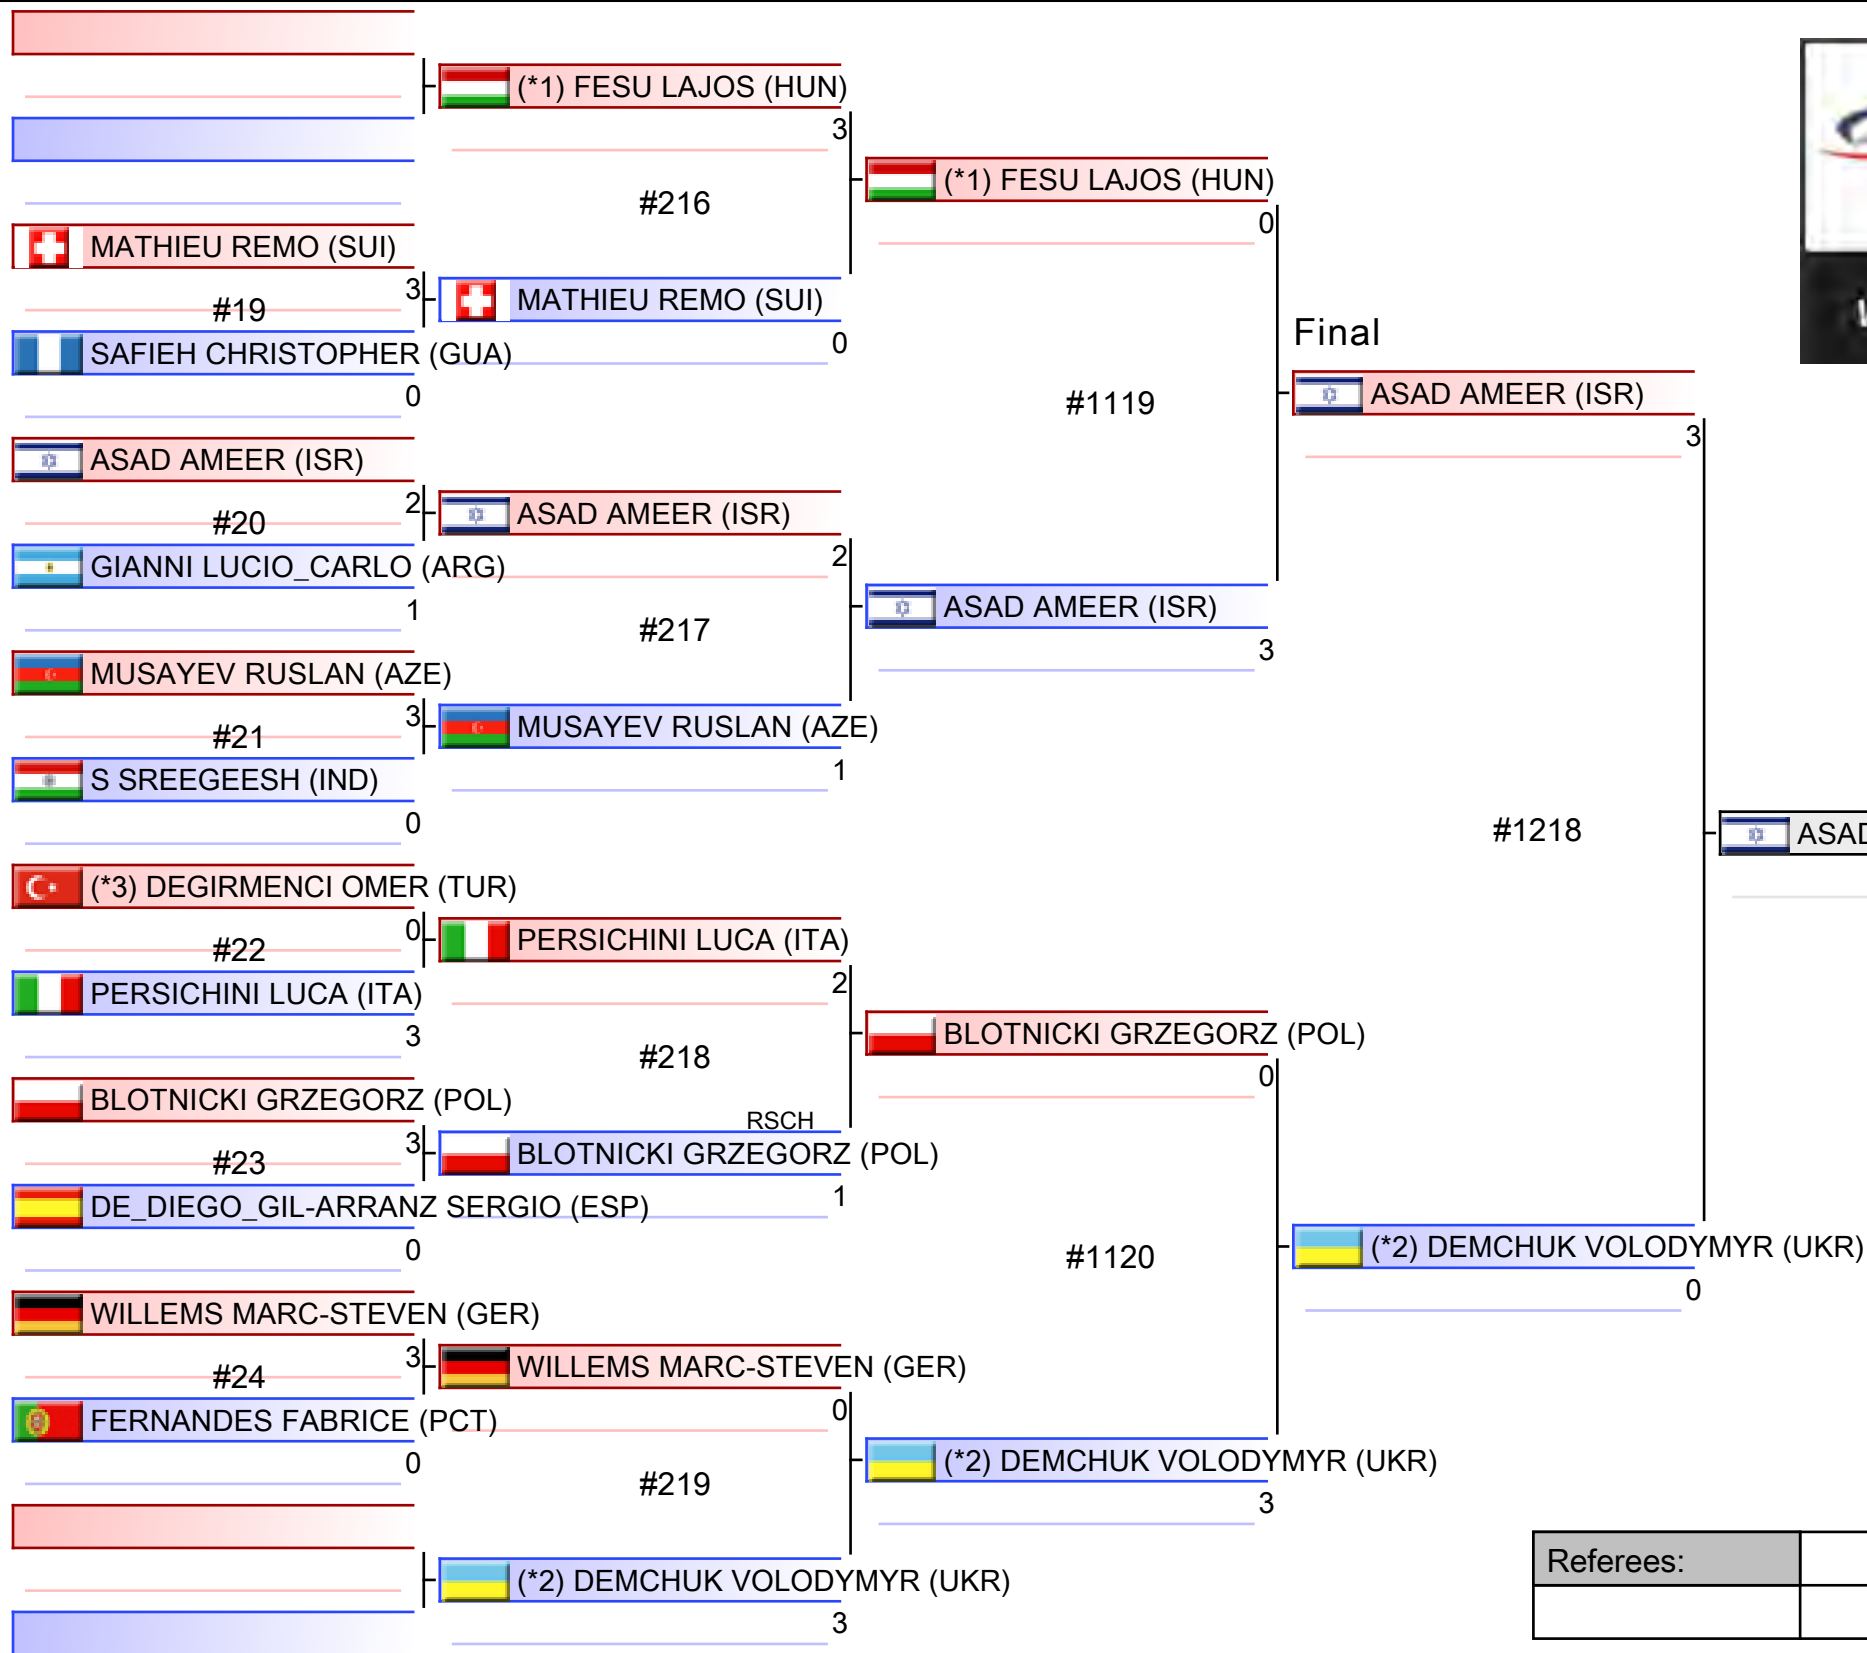 (*1) FESU LAJOS (HUN)
3
#216
(*1) FESU LAJOS (HUN)
0
MATHIEU REMO (SUI)
3
#19
MATHIEU REMO (SUI)
0
SAFIEH CHRISTOPHER (GUA)
0
Final
#1119
ASAD AMEER (ISR)
3
ASAD AMEER (ISR)
2
#20
ASAD AMEER (ISR)
2
GIANNI LUCIO_CARLO (ARG)
1
#217
ASAD AMEER (ISR)
3
MUSAYEV RUSLAN (AZE)
3
#21
MUSAYEV RUSLAN (AZE)
1
S SREEGEESH (IND)
0
#1218
ASAD
(*3) DEGIRMENCI OMER (TUR)
0
#22
PERSICHINI LUCA (ITA)
2
PERSICHINI LUCA (ITA)
3
#218
BLOTNICKI GRZEGORZ (POL)
0
BLOTNICKI GRZEGORZ (POL)
3
#23
RSCH
BLOTNICKI GRZEGORZ (POL)
1
DE_DIEGO_GIL-ARRANZ SERGIO (ESP)
0
#1120
(*2) DEMCHUK VOLODYMYR (UKR)
0
WILLEMS MARC-STEVEN (GER)
3
#24
WILLEMS MARC-STEVEN (GER)
0
FERNANDES FABRICE (PCT)
0
#219
(*2) DEMCHUK VOLODYMYR (UKR)
3
(*2) DEMCHUK VOLODYMYR (UKR)
3
Referees: